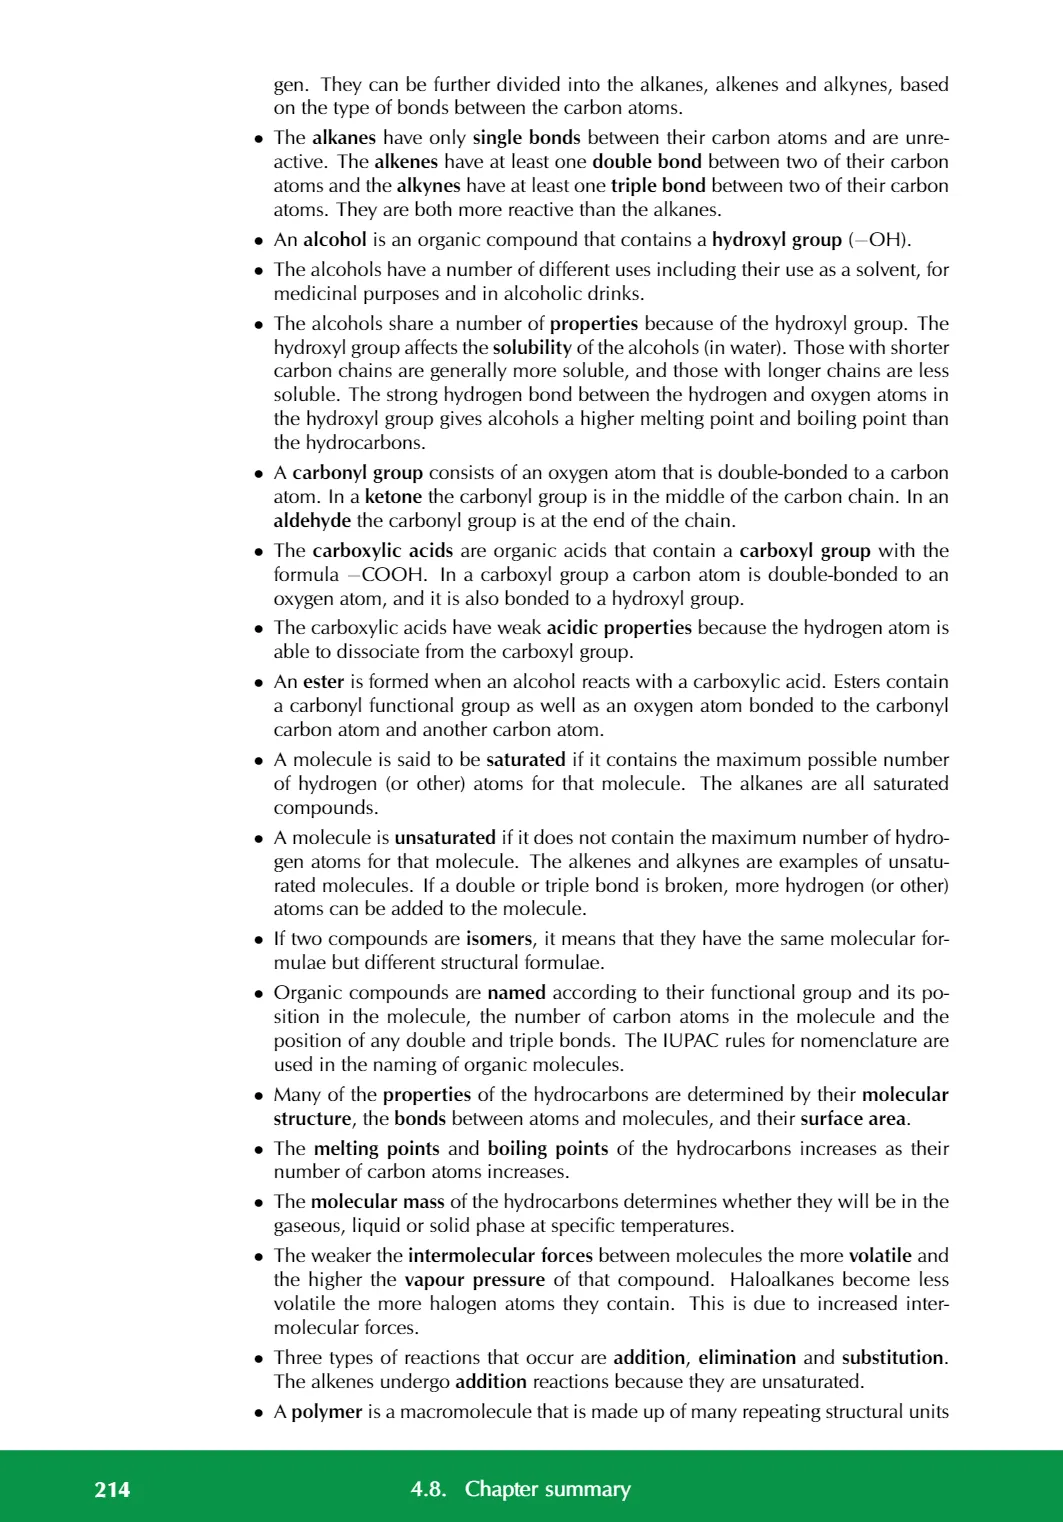 gen. They can be further divided into the alkanes, alkenes and alkynes, based
on the type of bonds between the carbon atoms.
• The alkanes have only single bonds between their carbon atoms and are unre-
active. The alkenes have at least one double bond between two of their carbon
atoms and the alkynes have at least one triple bond between two of their carbon
atoms. They are both more reactive than the alkanes.
• An alcohol is an organic compound that contains a hydroxyl group (−OH).
• The alcohols have a number of different uses including their use as a solvent, for
medicinal purposes and in alcoholic drinks.
• The alcohols share a number of properties because of the hydroxyl group. The
hydroxyl group affects the solubility of the alcohols (in water). Those with shorter
carbon chains are generally more soluble, and those with longer chains are less
soluble. The strong hydrogen bond between the hydrogen and oxygen atoms in
the hydroxyl group gives alcohols a higher melting point and boiling point than
the hydrocarbons.
• A carbonyl group consists of an oxygen atom that is double-bonded to a carbon
atom. In a ketone the carbonyl group is in the middle of the carbon chain. In an
aldehyde the carbonyl group is at the end of the chain.
• The carboxylic acids are organic acids that contain a carboxyl group with the
formula −COOH. In a carboxyl group a carbon atom is double-bonded to an
oxygen atom, and it is also bonded to a hydroxyl group.
• The carboxylic acids have weak acidic properties because the hydrogen atom is
able to dissociate from the carboxyl group.
• An ester is formed when an alcohol reacts with a carboxylic acid. Esters contain
a carbonyl functional group as well as an oxygen atom bonded to the carbonyl
carbon atom and another carbon atom.
• A molecule is said to be saturated if it contains the maximum possible number
of hydrogen (or other) atoms for that molecule. The alkanes are all saturated
compounds.
• A molecule is unsaturated if it does not contain the maximum number of hydro-
gen atoms for that molecule. The alkenes and alkynes are examples of unsatu-
rated molecules. If a double or triple bond is broken, more hydrogen (or other)
atoms can be added to the molecule.
• If two compounds are isomers, it means that they have the same molecular for-
mulae but different structural formulae.
• Organic compounds are named according to their functional group and its po-
sition in the molecule, the number of carbon atoms in the molecule and the
position of any double and triple bonds. The IUPAC rules for nomenclature are
used in the naming of organic molecules.
• Many of the properties of the hydrocarbons are determined by their molecular
structure, the bonds between atoms and molecules, and their surface area.
• The melting points and boiling points of the hydrocarbons increases as their
number of carbon atoms increases.
• The molecular mass of the hydrocarbons determines whether they will be in the
gaseous, liquid or solid phase at specific temperatures.
• The weaker the intermolecular forces between molecules the more volatile and
the higher the vapour pressure of that compound. Haloalkanes become less
volatile the more halogen atoms they contain. This is due to increased inter-
molecular forces.
• Three types of reactions that occur are addition, elimination and substitution.
The alkenes undergo addition reactions because they are unsaturated.
• A polymer is a macromolecule that is made up of many repeating structural units
214 4.8. Chapter summary